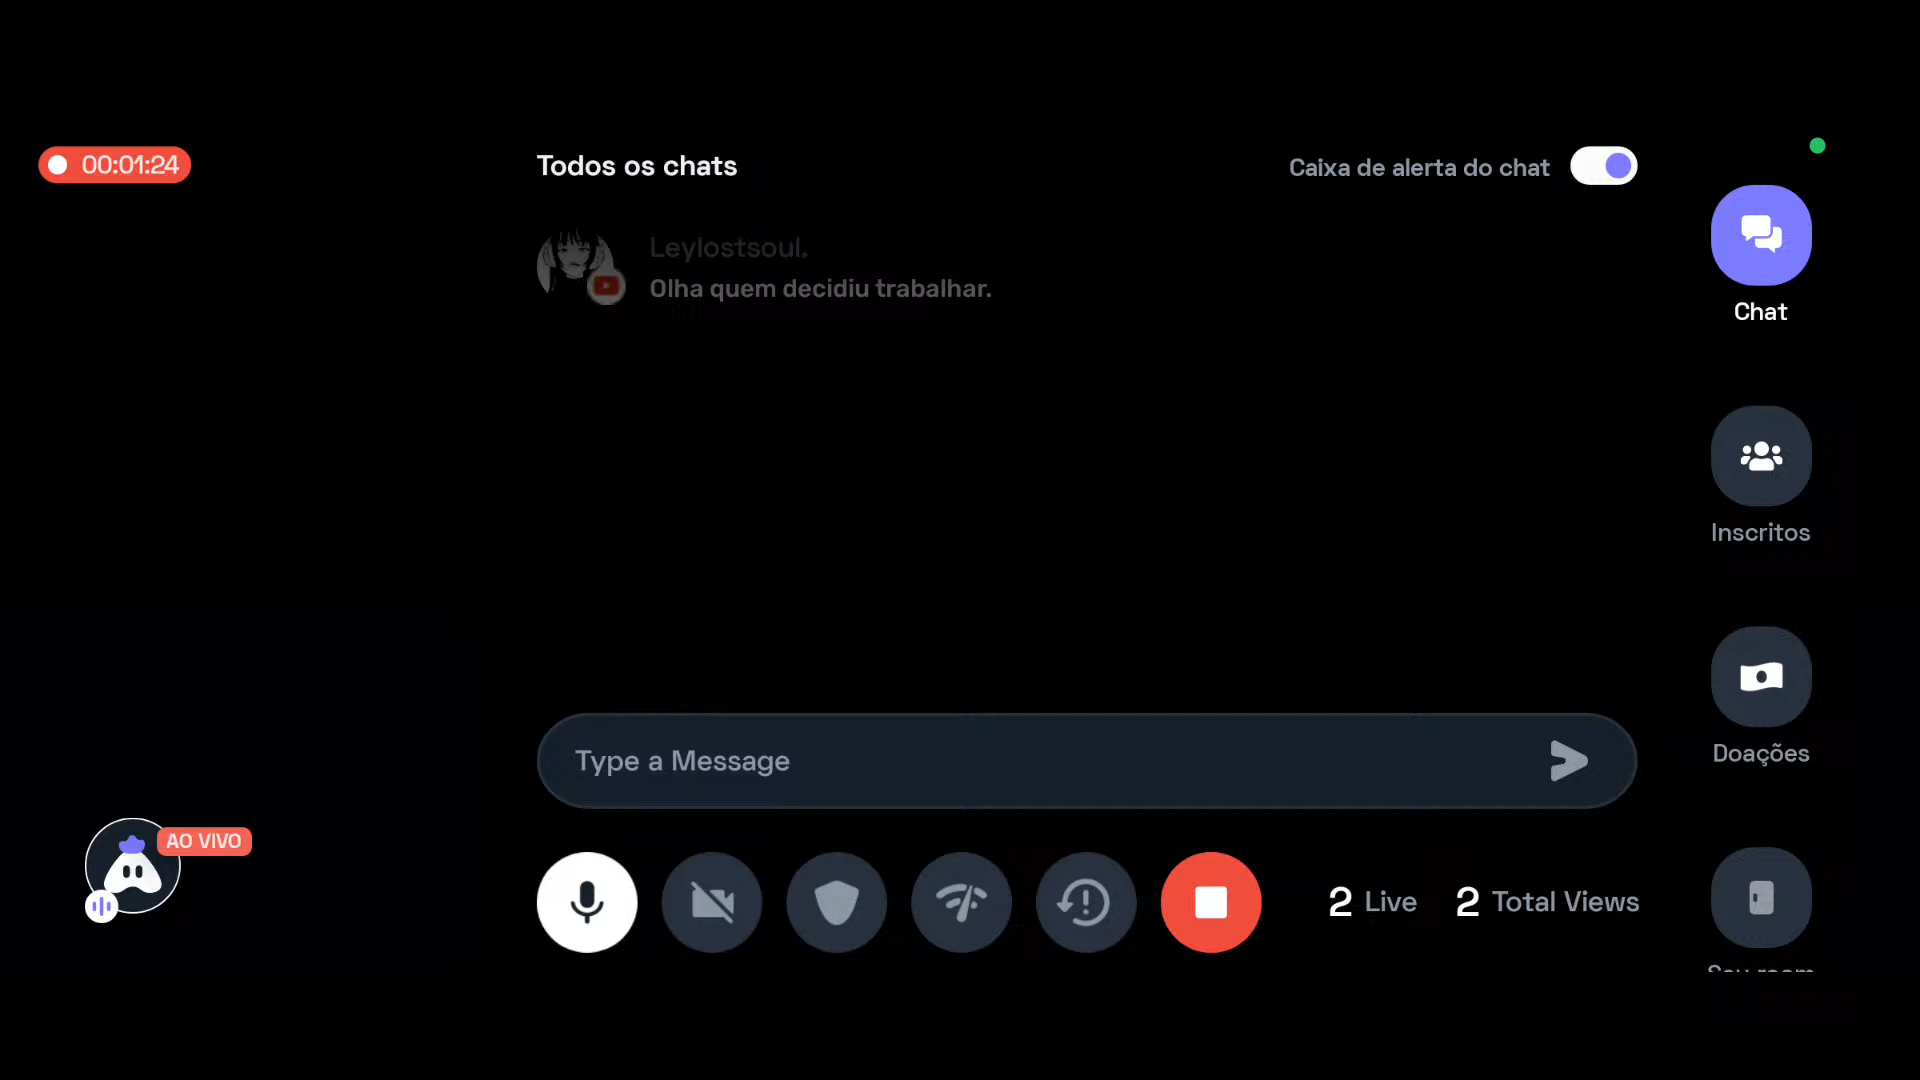 00:01:24
Todos os chats
Caixa de alerta do chat
Leylostsoul.
Olha quem decidiu trabalhar.
Chat
Inscritos
Doações
Type a Message
AO VIVO
2 Live
2 Total Views